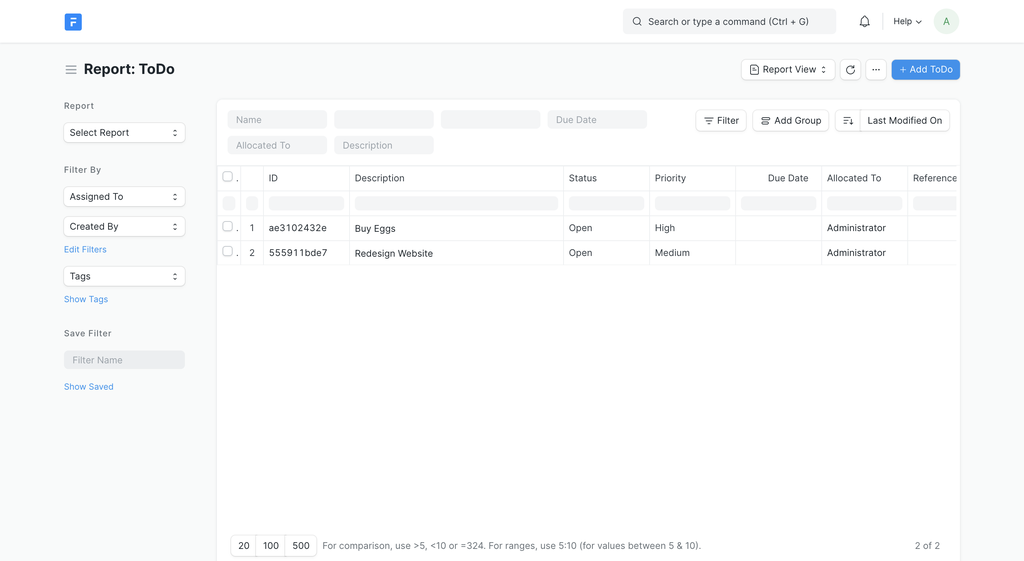 F
Search or type a command (Ctrl + G)
Help
A
Report: ToDo
Report View
...
+ Add ToDo
Report
Select Report
Filter By
Assigned To
Created By
Edit Filters
Tags
Show Tags
Save Filter
Filter Name
Show Saved
Name
Due Date
Filter
Add Group
Last Modified On
Allocated To
Description
. ID Description Status Priority Due Date Allocated To Reference
. 1 ae3102432e Buy Eggs Open High Administrator
. 2 555911bde7 Redesign Website Open Medium Administrator
20 100 500 For comparison, use >5, <10 or =324. For ranges, use 5:10 (for values between 5 & 10). 2 of 2